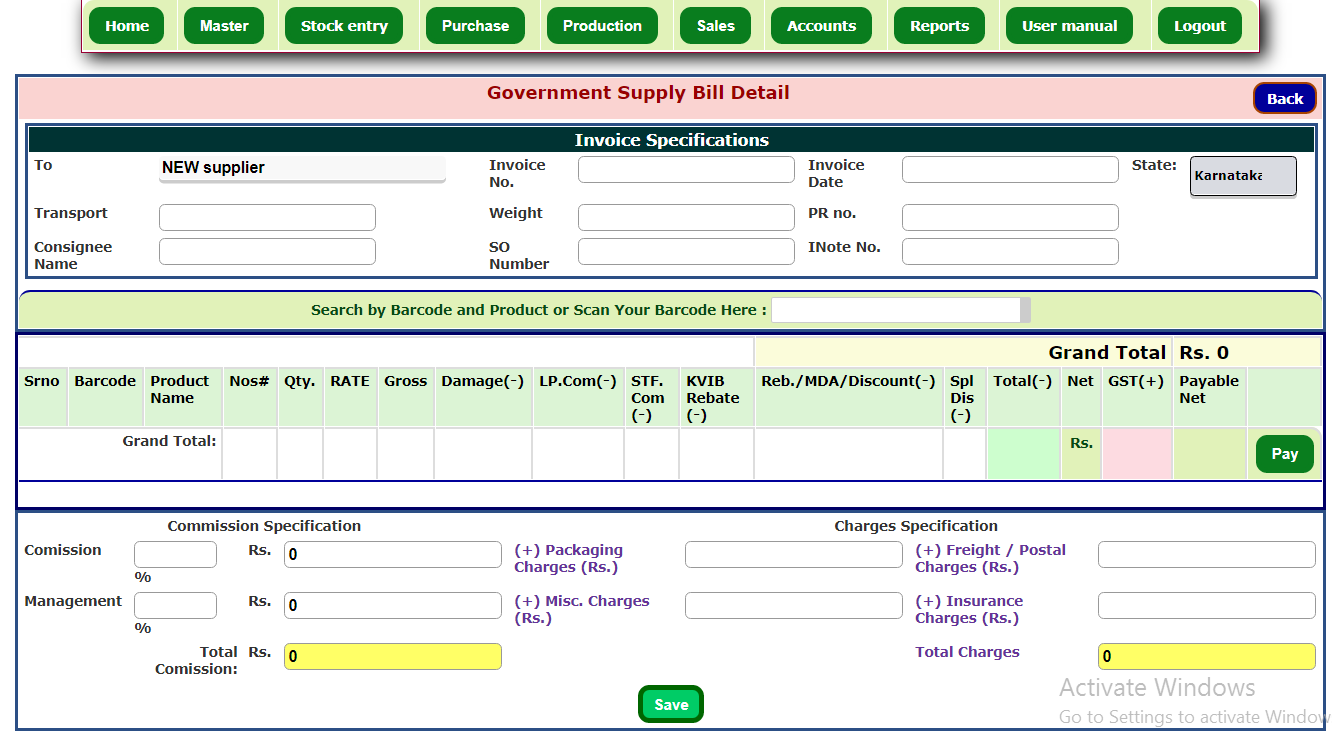 Home Master Stock entry Purchase Production Sales Accounts Reports User manual Logout
Government Supply Bill Detail
Back
Invoice Specifications
To NEW supplier Invoice No. Invoice Date State: Karnataka
Transport Weight PR no.
Consignee Name SO Number INote No.
Search by Barcode and Product or Scan Your Barcode Here :
Grand Total Rs. 0
Srno Barcode Product Name Nos# Qty. RATE Gross Damage(-) LP.Com(-) STF. Com (-) KVIB Rebate (-) Reb./MDA/Discount(-) Spl Dis (-) Total(-) Net GST(+) Payable Net
Grand Total: Rs. Pay
Commission Specification Charges Specification
Comission % Rs. 0 (+) Packaging Charges (Rs.) (+) Freight / Postal Charges (Rs.)
Management % Rs. 0 (+) Misc. Charges (Rs.) (+) Insurance Charges (Rs.)
Total Comission: Rs. 0 Total Charges 0
Save
Activate Windows
Go to Settings to activate Window